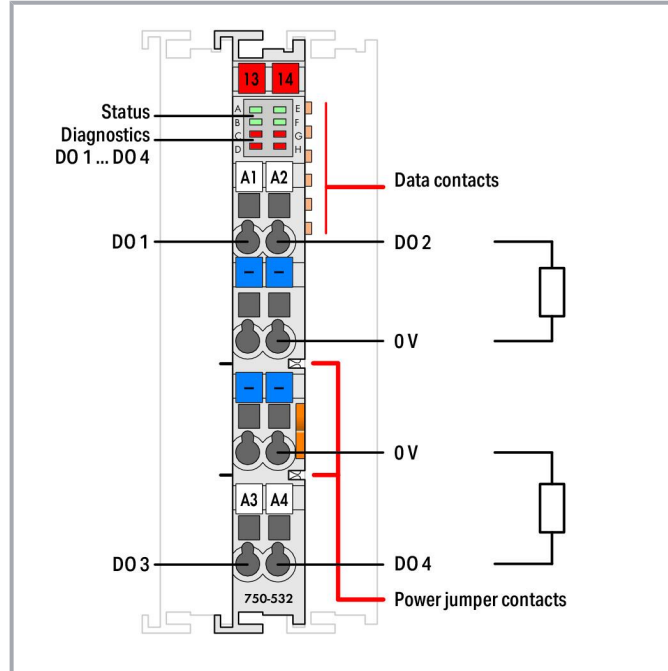 13 14
Status
Diagnostics
DO 1 ... DO 4
A E
B F
C G
D H
A1 A2
Data contacts
DO 1
DO 2
− −
0 V
− −
0 V
A3 A4
DO 3
DO 4
750-532
Power jumper contacts